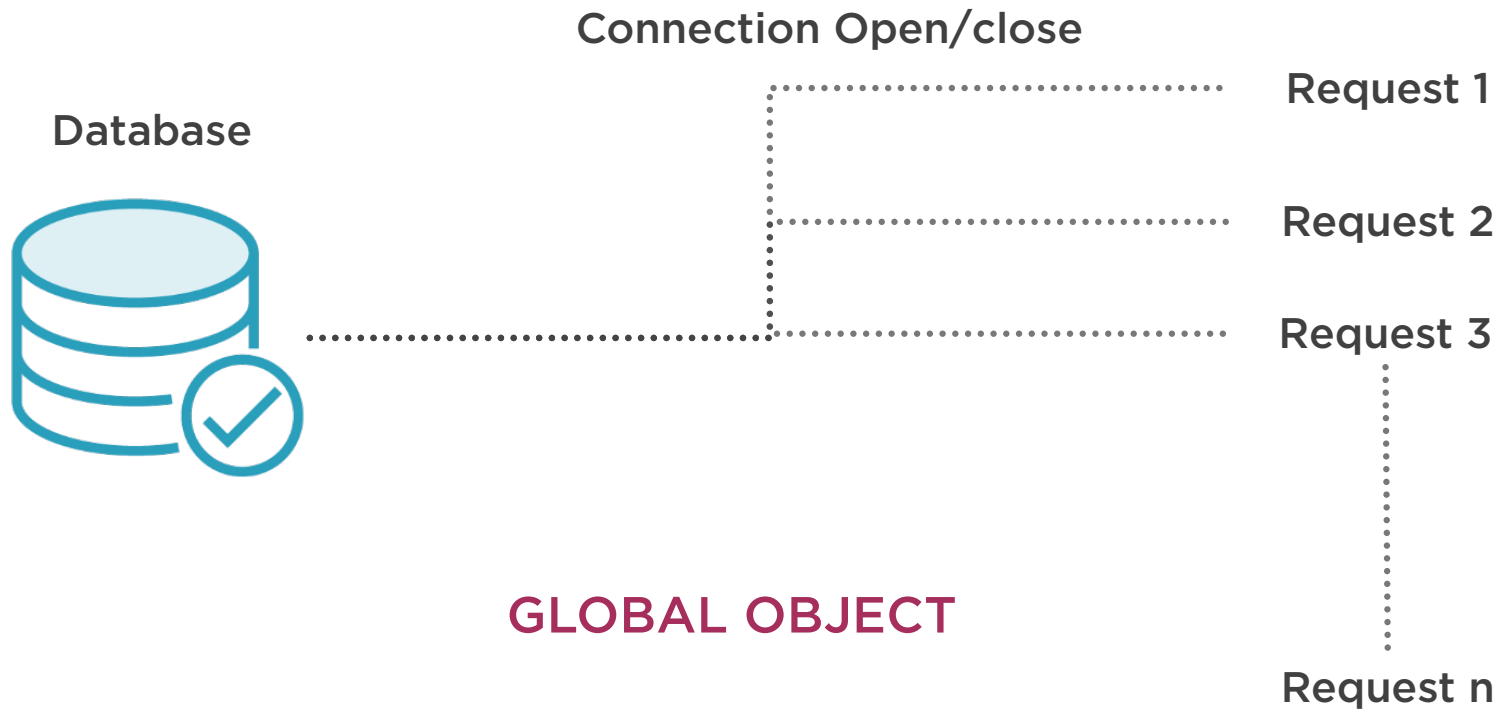 Connection Open/close
Request 1
Database
Request 2
Request 3
GLOBAL OBJECT
Request n